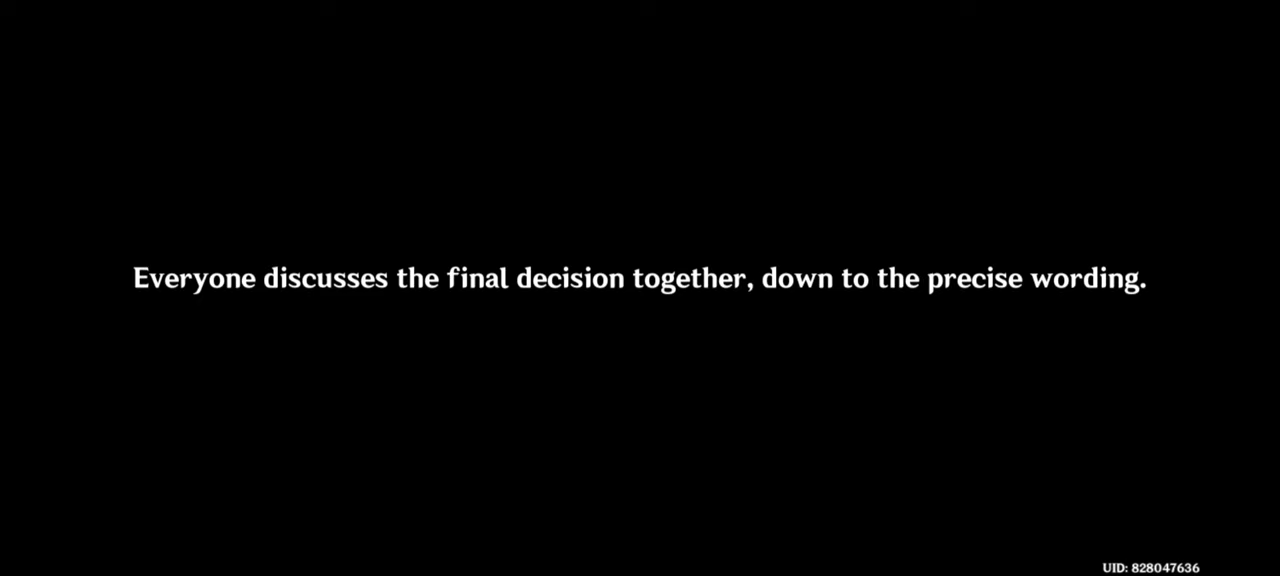 Everyone discusses the final decision together, down to the precise wording.
UID: 828047636